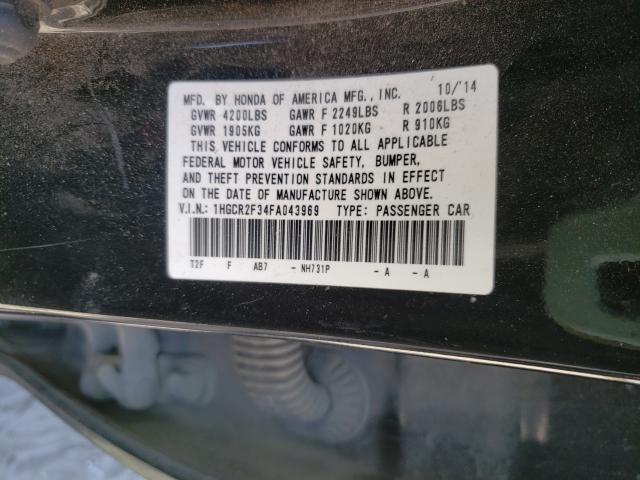 MFD. BY HONDA OF AMERICA MFG., INC. 10/'14
GVWR 4200LBS GAWR F 2249LBS R 2006LBS
GVWR 1905KG GAWR F 1020KG R 910KG
THIS VEHICLE CONFORMS TO ALL APPLICABLE
FEDERAL MOTOR VEHICLE SAFETY, BUMPER,
AND THEFT PREVENTION STANDARDS IN EFFECT
ON THE DATE OF MANUFACTURE SHOWN ABOVE.
V.I.N.: 1HGCR2F34FA043969 TYPE: PASSENGER CAR
T2F F AB7 - NH731P - A - A